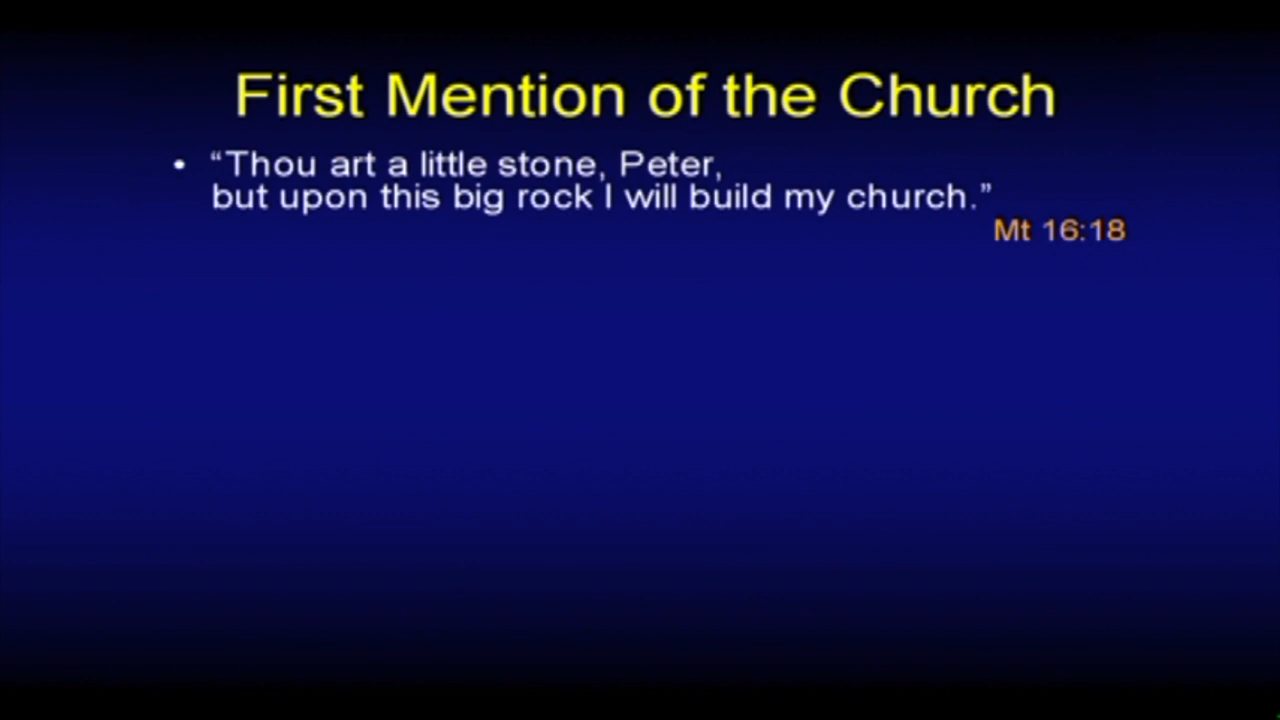 First Mention of the Church
• “Thou art a little stone, Peter,
but upon this big rock I will build my church.”
Mt 16:18